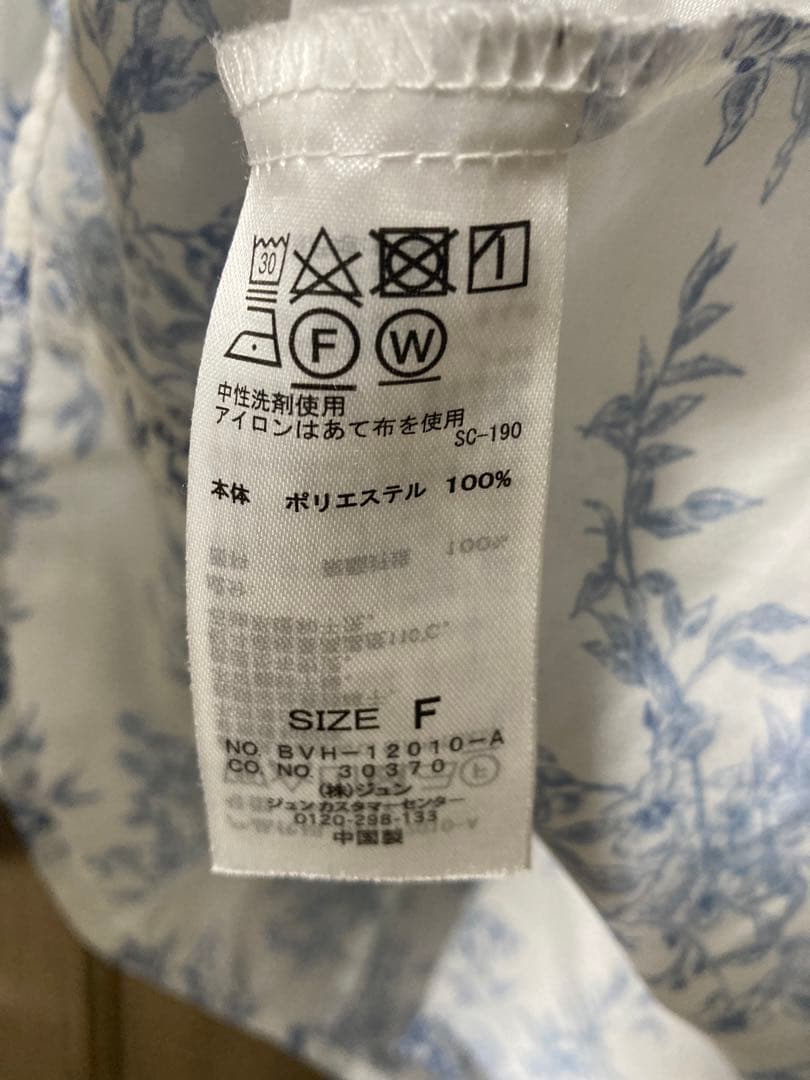 30
F W
中性洗剤使用
アイロンはあて布を使用
SC-190
本体 ポリエステル 100%
SIZE F
NO. BVH-12010-A
CO. NO. 30370
(株)ジュン
ジュンカスタマーセンター
0120-298-133
中国製